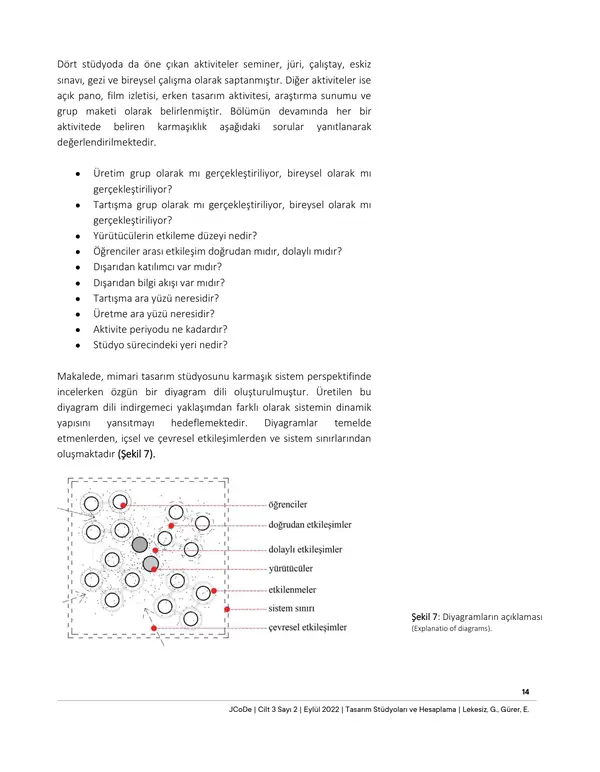 Dört stüdyoda da öne çıkan aktiviteler seminer, jüri, çalıştay, eskiz
sınavı, gezi ve bireysel çalışma olarak saptanmıştır. Diğer aktiviteler ise
açık pano, film izletisi, erken tasarım aktivitesi, araştırma sunumu ve
grup maketi olarak belirlenmiştir. Bölümün devamında her bir
aktivitede beliren karmaşıklık aşağıdaki sorular yanıtlanarak
değerlendirilmektedir.
● Üretim grup olarak mı gerçekleştiriliyor, bireysel olarak mı
gerçekleştiriliyor?
● Tartışma grup olarak mı gerçekleştiriliyor, bireysel olarak mı
gerçekleştiriliyor?
● Yürütücülerin etkileme düzeyi nedir?
● Öğrenciler arası etkileşim doğrudan mıdır, dolaylı mıdır?
● Dışarıdan katılımcı var mıdır?
● Dışarıdan bilgi akışı var mıdır?
● Tartışma ara yüzü neresidir?
● Üretme ara yüzü neresidir?
● Aktivite periyodu ne kadardır?
● Stüdyo sürecindeki yeri nedir?
Makalede, mimari tasarım stüdyosunu karmaşık sistem perspektifinde
incelerken özgün bir diyagram dili oluşturulmuştur. Üretilen bu
diyagram dili indirgemeci yaklaşımdan farklı olarak sistemin dinamik
yapısını yansıtmayı hedeflemektedir. Diyagramlar temelde
etmenlerden, içsel ve çevresel etkileşimlerden ve sistem sınırlarından
oluşmaktadır (Şekil 7).
öğrenciler
doğrudan etkileşimler
dolaylı etkileşimler
yürütücüler
etkilenmeler
sistem sınırı
çevresel etkileşimler
Şekil 7: Diyagramların açıklaması
(Explanatio of diagrams).
14
JCoDe | Cilt 3 Sayı 2 | Eylül 2022 | Tasarım Stüdyoları ve Hesaplama | Lekesiz, G., Gürer, E.